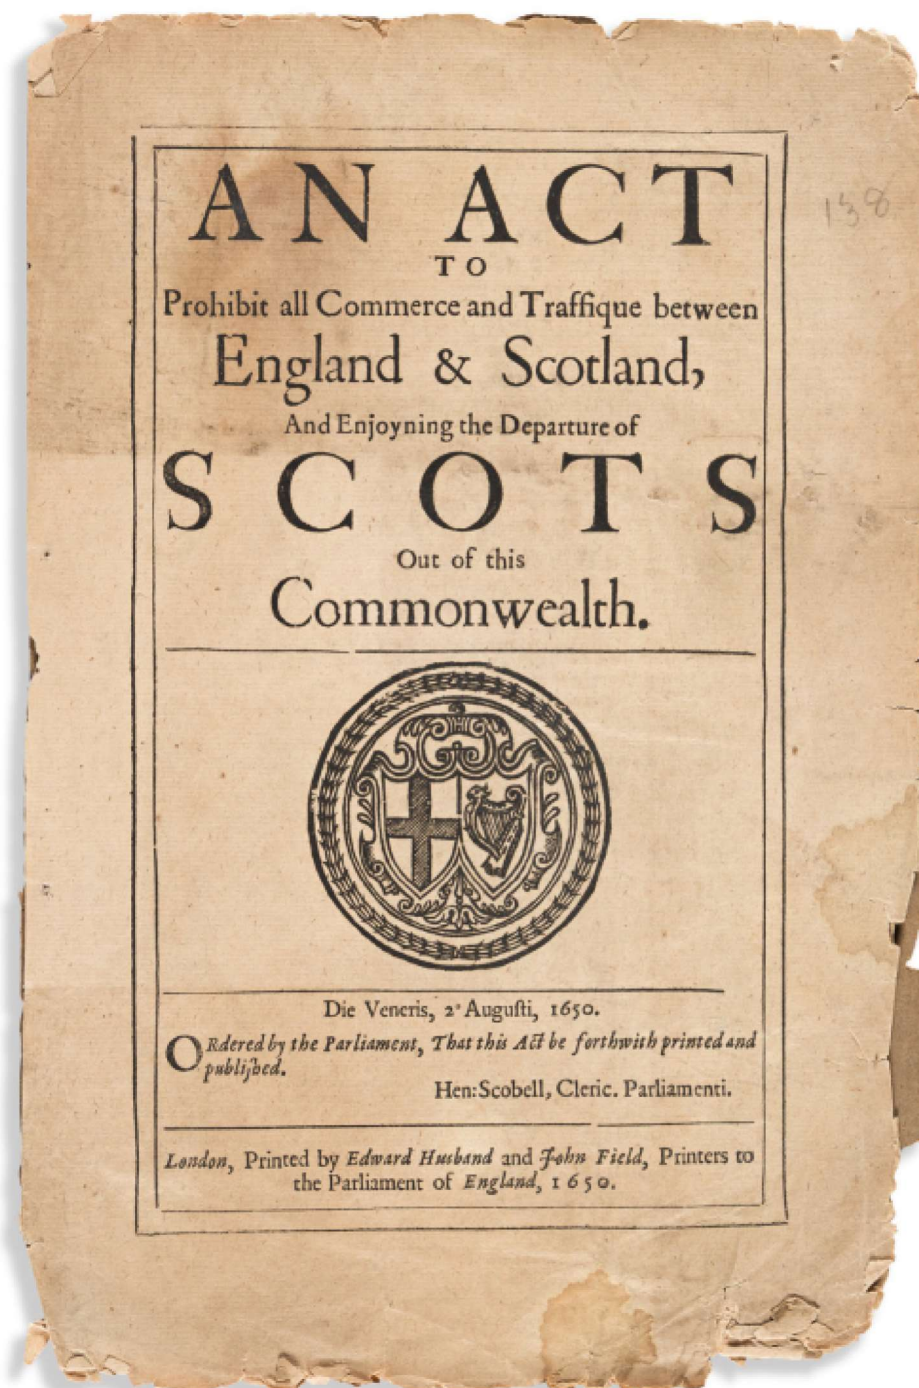 AN ACT
TO
Prohibit all Commerce and Traffique between
England & Scotland,
And Enjoyning the Departure of
SCOTS
Out of this
Commonwealth.
138
Die Veneris, 2º Auguſti, 1650.
ORdered by the Parliament, That this Act be forthwith printed and
publiſhed.
Hen: Scobell, Cleric. Parliamenti.
London, Printed by Edward Husband and John Field, Printers to
the Parliament of England, 1650.